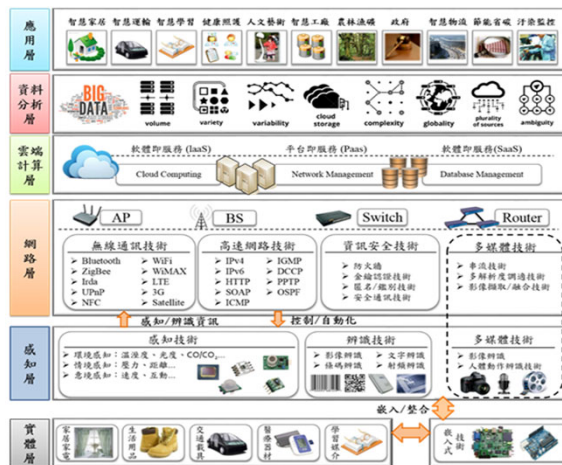 應用層
智慧家居 智慧運輸 智慧學習 健康照護 人文藝術 智慧工廠 農林漁礦 政府 智慧物流 節能省碳 汙染監控
資料分析層
BIG DATA
volume variety variability cloud storage complexity globality plurality of sources ambiguity
雲端計算層
軟體即服務 (IaaS) 平台即服務 (Paas) 軟體即服務(SaaS)
Cloud Computing Network Management Database Management
網路層
AP BS Switch Router
無線通訊技術
Bluetooth WiFi
ZigBee WiMAX
Irda LTE
UPnP 3G
NFC Satellite
高速網路技術
IPv4 IGMP
IPv6 DCCP
HTTP PPTP
SOAP OSPF
ICMP
資訊安全技術
防火牆
金鑰認證技術
匿名/鑑別技術
安全通訊技術
多媒體技術
串流技術
多解析度調適技術
影像擷取/融合技術
感知/辨識資訊 控制/自動化
感知層
感知技術
環境感知：溫溼度、光度、CO/CO₂...
情境感知：壓力、距離...
意境感知：速度、互動...
辨識技術
影像辨識 文字辨識
條碼辨識 射頻辨識
多媒體技術
影像辨識
人體動作辨識技術
嵌入/整合
實體層
家居家電 生活用品 交通載具 醫療器材 學習媒介 嵌入式技術